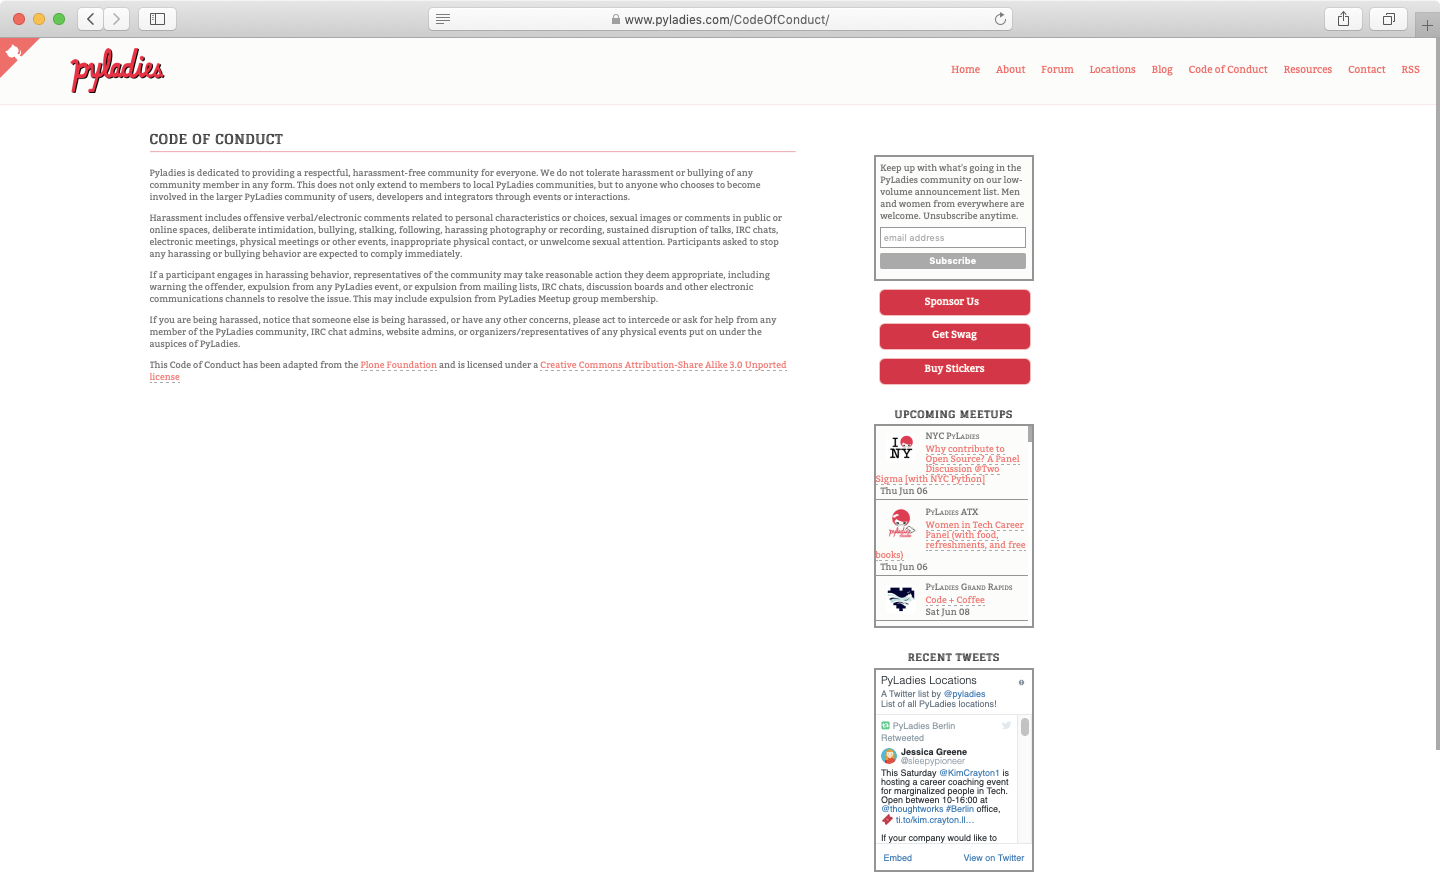 www.pyladies.com/CodeOfConduct/
pyladies
Home About Forum Locations Blog Code of Conduct Resources Contact RSS
CODE OF CONDUCT
Pyladies is dedicated to providing a respectful, harassment-free community for everyone. We do not tolerate harassment or bullying of any
community member in any form. This does not only extend to members to local PyLadies communities, but to anyone who chooses to become
involved in the larger PyLadies community of users, developers and integrators through events or interactions.
Harassment includes offensive verbal/electronic comments related to personal characteristics or choices, sexual images or comments in public or
online spaces, deliberate intimidation, bullying, stalking, following, harassing photography or recording, sustained disruption of talks, IRC chats,
electronic meetings, physical meetings or other events, inappropriate physical contact, or unwelcome sexual attention. Participants asked to stop
any harassing or bullying behavior are expected to comply immediately.
If a participant engages in harassing behavior, representatives of the community may take reasonable action they deem appropriate, including
warning the offender, expulsion from any PyLadies event, or expulsion from mailing lists, IRC chats, discussion boards and other electronic
communications channels to resolve the issue. This may include expulsion from PyLadies Meetup group membership.
If you are being harassed, notice that someone else is being harassed, or have any other concerns, please act to intercede or ask for help from any
member of the PyLadies community, IRC chat admins, website admins, or organizers/representatives of any physical events put on under the
auspices of PyLadies.
This Code of Conduct has been adapted from the Plone Foundation and is licensed under a Creative Commons Attribution-Share Alike 3.0 Unported
license
Keep up with what's going in the
PyLadies community on our low-
volume announcement list. Men
and women from everywhere are
welcome. Unsubscribe anytime.
email address
Subscribe
Sponsor Us
Get Swag
Buy Stickers
UPCOMING MEETUPS
I NY
NYC PyLadies
Why contribute to
Open Source? A Panel
Discussion @Two
Sigma [with NYC Python]
Thu Jun 06
PyLadies ATX
Women in Tech Career
Panel (with food,
refreshments, and free
books)
Thu Jun 06
PyLadies Grand Rapids
Code + Coffee
Sat Jun 08
RECENT TWEETS
PyLadies Locations
A Twitter list by @pyladies
List of all PyLadies locations!
PyLadies Berlin
Retweeted
Jessica Greene
@sleepypioneer
This Saturday @KimCrayton1 is
hosting a career coaching event
for marginalized people in Tech.
Open between 10-16:00 at
@thoughtworks #Berlin office,
ti.to/kim.crayton.ll…
If your company would like to
Embed View on Twitter